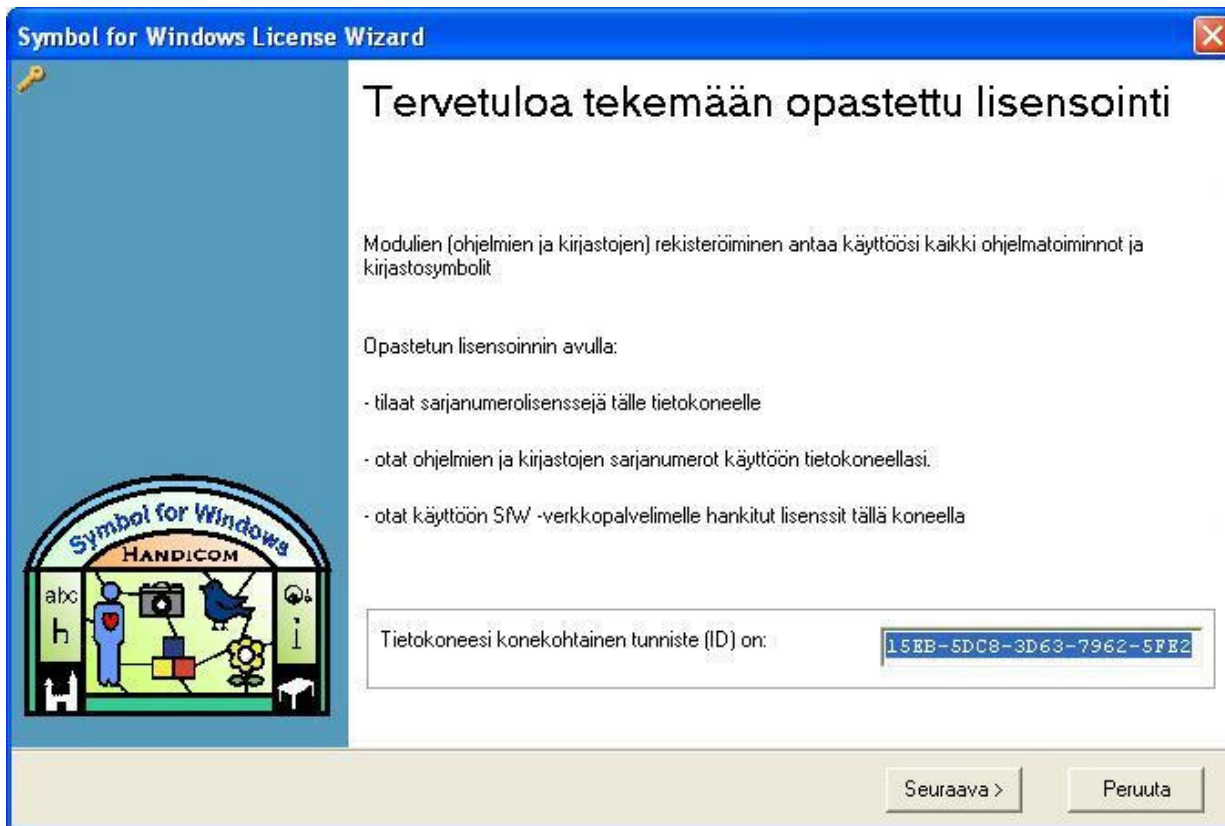 Symbol for Windows License Wizard
Tervetuloa tekemään opastettu lisensointi
Modulien (ohjelmien ja kirjastojen) rekisteröiminen antaa käyttöösi kaikki ohjelmatoiminnot ja
kirjastosymbolit
Opastetun lisensoinnin avulla:
- tilaat sarjanumerolisenssejä tälle tietokoneelle
- otat ohjelmien ja kirjastojen sarjanumerot käyttöön tietokoneellasi.
- otat käyttöön SfW -verkkopalvelimelle hankitut lisenssit tällä koneella
Symbol for Windows
HANDICOM
abc
h
i
Tietokoneesi konekohtainen tunniste (ID) on:
15EB-5DC8-3D63-7962-5FE2
Seuraava >
Peruuta